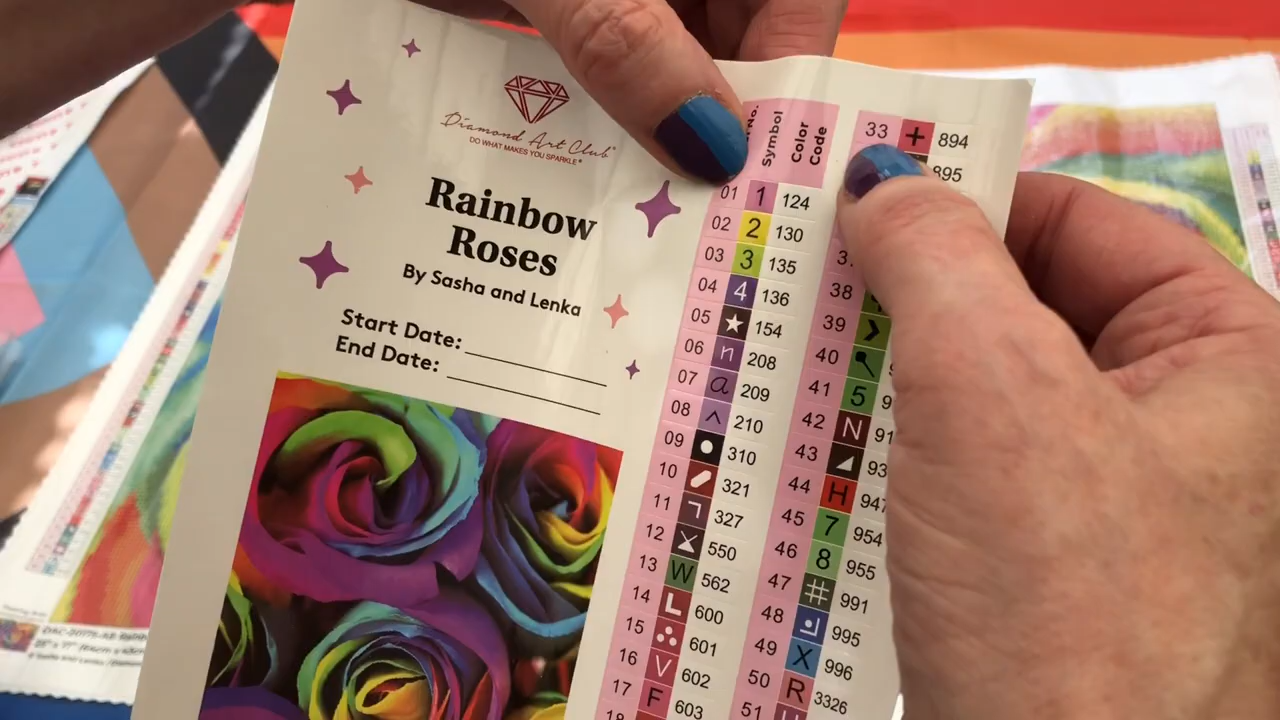 Diamond Art Club
DO WHAT MAKES YOU SPARKLE
Rainbow
Roses
By Sasha and Lenka
Start Date:
End Date:
No. Symbol Color Code
01 1 124
02 2 130
03 3 135
04 4 136
05 ★ 154
06 n 208
07 a 209
08 ^ 210
09 ● 310
10 321
11 ㄱ 327
12 550
13 W 562
14 L 600
15 601
16 V 602
17 F 603
18
33 + 894
895
38
39 ❯
40
41 5
42 N 91
43 ◢ 93
44 H 947
45 7 954
46 8 955
47 # 991
48 995
49 X 996
50 R 3326
51